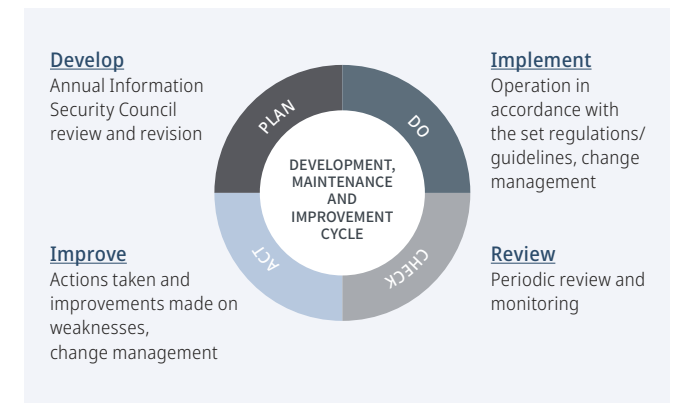 Develop
Annual Information
Security Council
review and revision
Implement
Operation in
accordance with
the set regulations/
guidelines, change
management
PLAN
DO
DEVELOPMENT,
MAINTENANCE
AND
IMPROVEMENT
CYCLE
ACT
CHECK
Improve
Actions taken and
improvements made on
weaknesses,
change management
Review
Periodic review and
monitoring